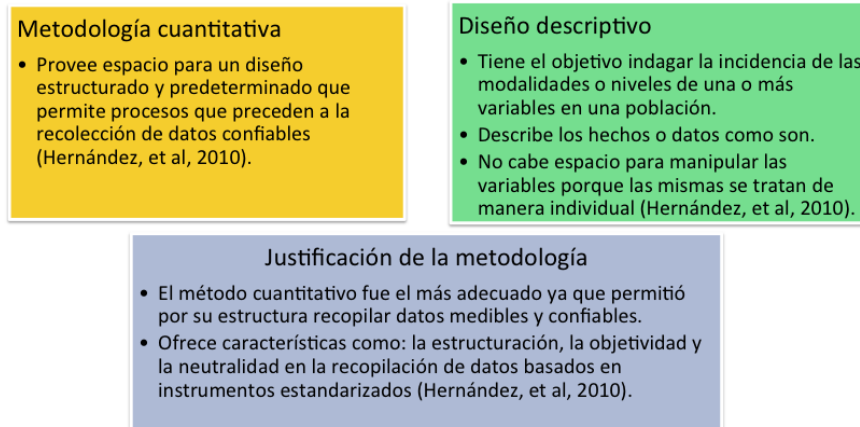 Metodología cuantitativa
• Provee espacio para un diseño
estructurado y predeterminado que
permite procesos que preceden a la
recolección de datos confiables
(Hernández, et al, 2010).
Diseño descriptivo
• Tiene el objetivo indagar la incidencia de las
modalidades o niveles de una o más
variables en una población.
• Describe los hechos o datos como son.
• No cabe espacio para manipular las
variables porque las mismas se tratan de
manera individual (Hernández, et al, 2010).
Justificación de la metodología
• El método cuantitativo fue el más adecuado ya que permitió
por su estructura recopilar datos medibles y confiables.
• Ofrece características como: la estructuración, la objetividad y
la neutralidad en la recopilación de datos basados en
instrumentos estandarizados (Hernández, et al, 2010).